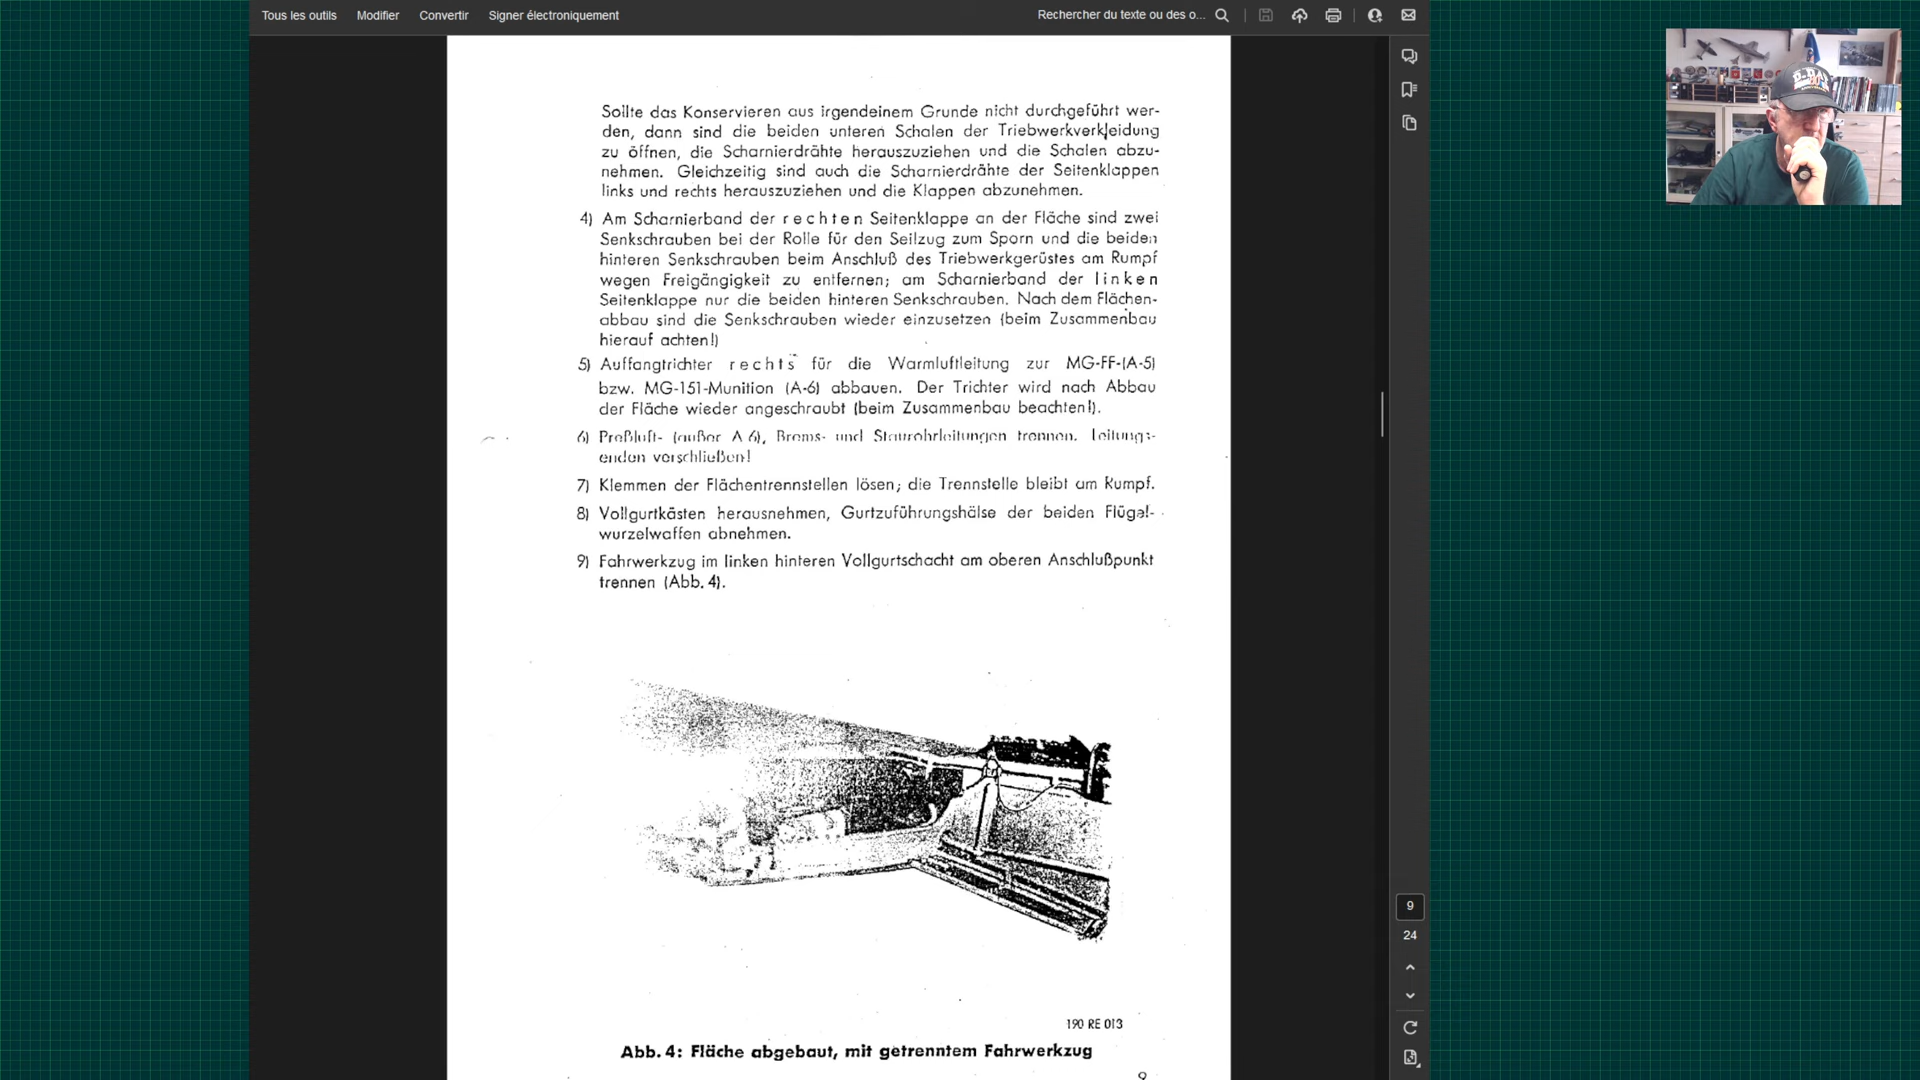 Tous les outils Modifier Convertir Signer électroniquement Rechercher du texte ou des o...
Sollte das Konservieren aus irgendeinem Grunde nicht durchgeführt wer-
den, dann sind die beiden unteren Schalen der Triebwerkverkleidung
zu öffnen, die Scharnierdrähte herauszuziehen und die Schalen abzu-
nehmen. Gleichzeitig sind auch die Scharnierdrähte der Seitenklappen
links und rechts herauszuziehen und die Klappen abzunehmen.
4) Am Scharnierband der rechten Seitenklappe an der Fläche sind zwei
Senkschrauben bei der Rolle für den Seilzug zum Sporn und die beiden
hinteren Senkschrauben beim Anschluß des Triebwerkgerüstes am Rumpf
wegen Freigängigkeit zu entfernen; am Scharnierband der linken
Seitenklappe nur die beiden hinteren Senkschrauben. Nach dem Flächen-
abbau sind die Senkschrauben wieder einzusetzen (beim Zusammenbau
hierauf achten!)
5) Auffangtrichter rechts für die Warmluftleitung zur MG-FF-(A-5)
bzw. MG-151-Munition (A-6) abbauen. Der Trichter wird nach Abbau
der Fläche wieder angeschraubt (beim Zusammenbau beachten!).
6) Preßluft- (außer A 6), Brems- und Staurohrleitungen trennen. Leitungs-
enden verschließen!
7) Klemmen der Flächentrennstellen lösen; die Trennstelle bleibt am Rumpf.
8) Vollgurtkästen herausnehmen, Gurtzuführungshälse der beiden Flügel-
wurzelwaffen abnehmen.
9) Fahrwerkzug im linken hinteren Vollgurtschacht am oberen Anschlußpunkt
trennen (Abb. 4).
190 RE 013
Abb. 4: Fläche abgebaut, mit getrenntem Fahrwerkzug
9
9
24